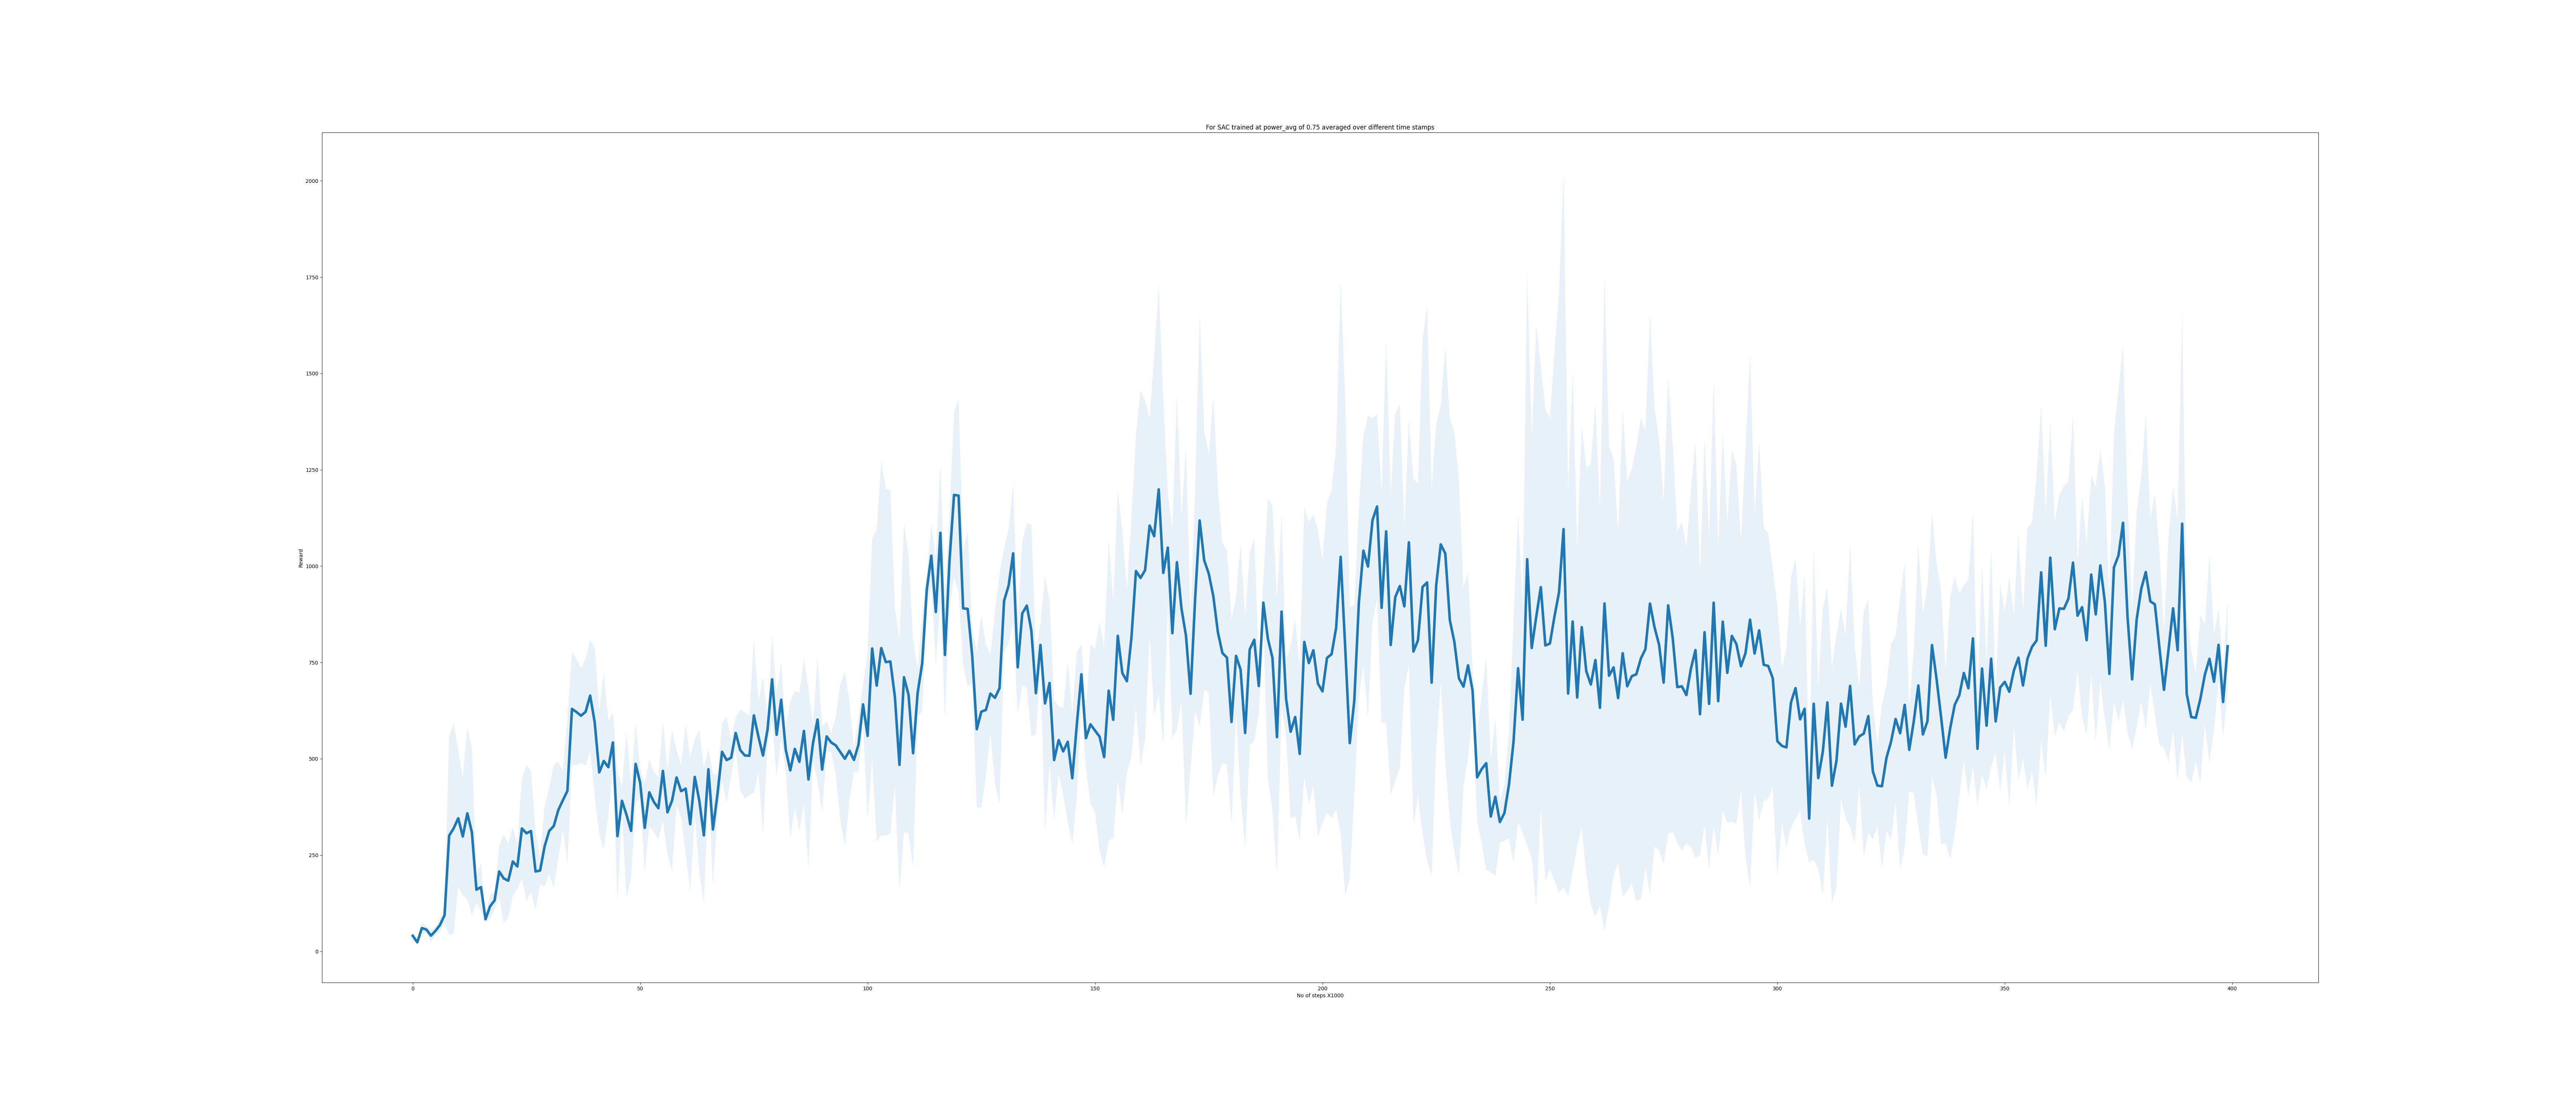 For SAC trained at power_avg of 0.75 averaged over different time stamps
2000
1750
1500
1250
1000
750
500
250
0
Reward
0 50 100 150 200 250 300 350 400
No of steps X1000